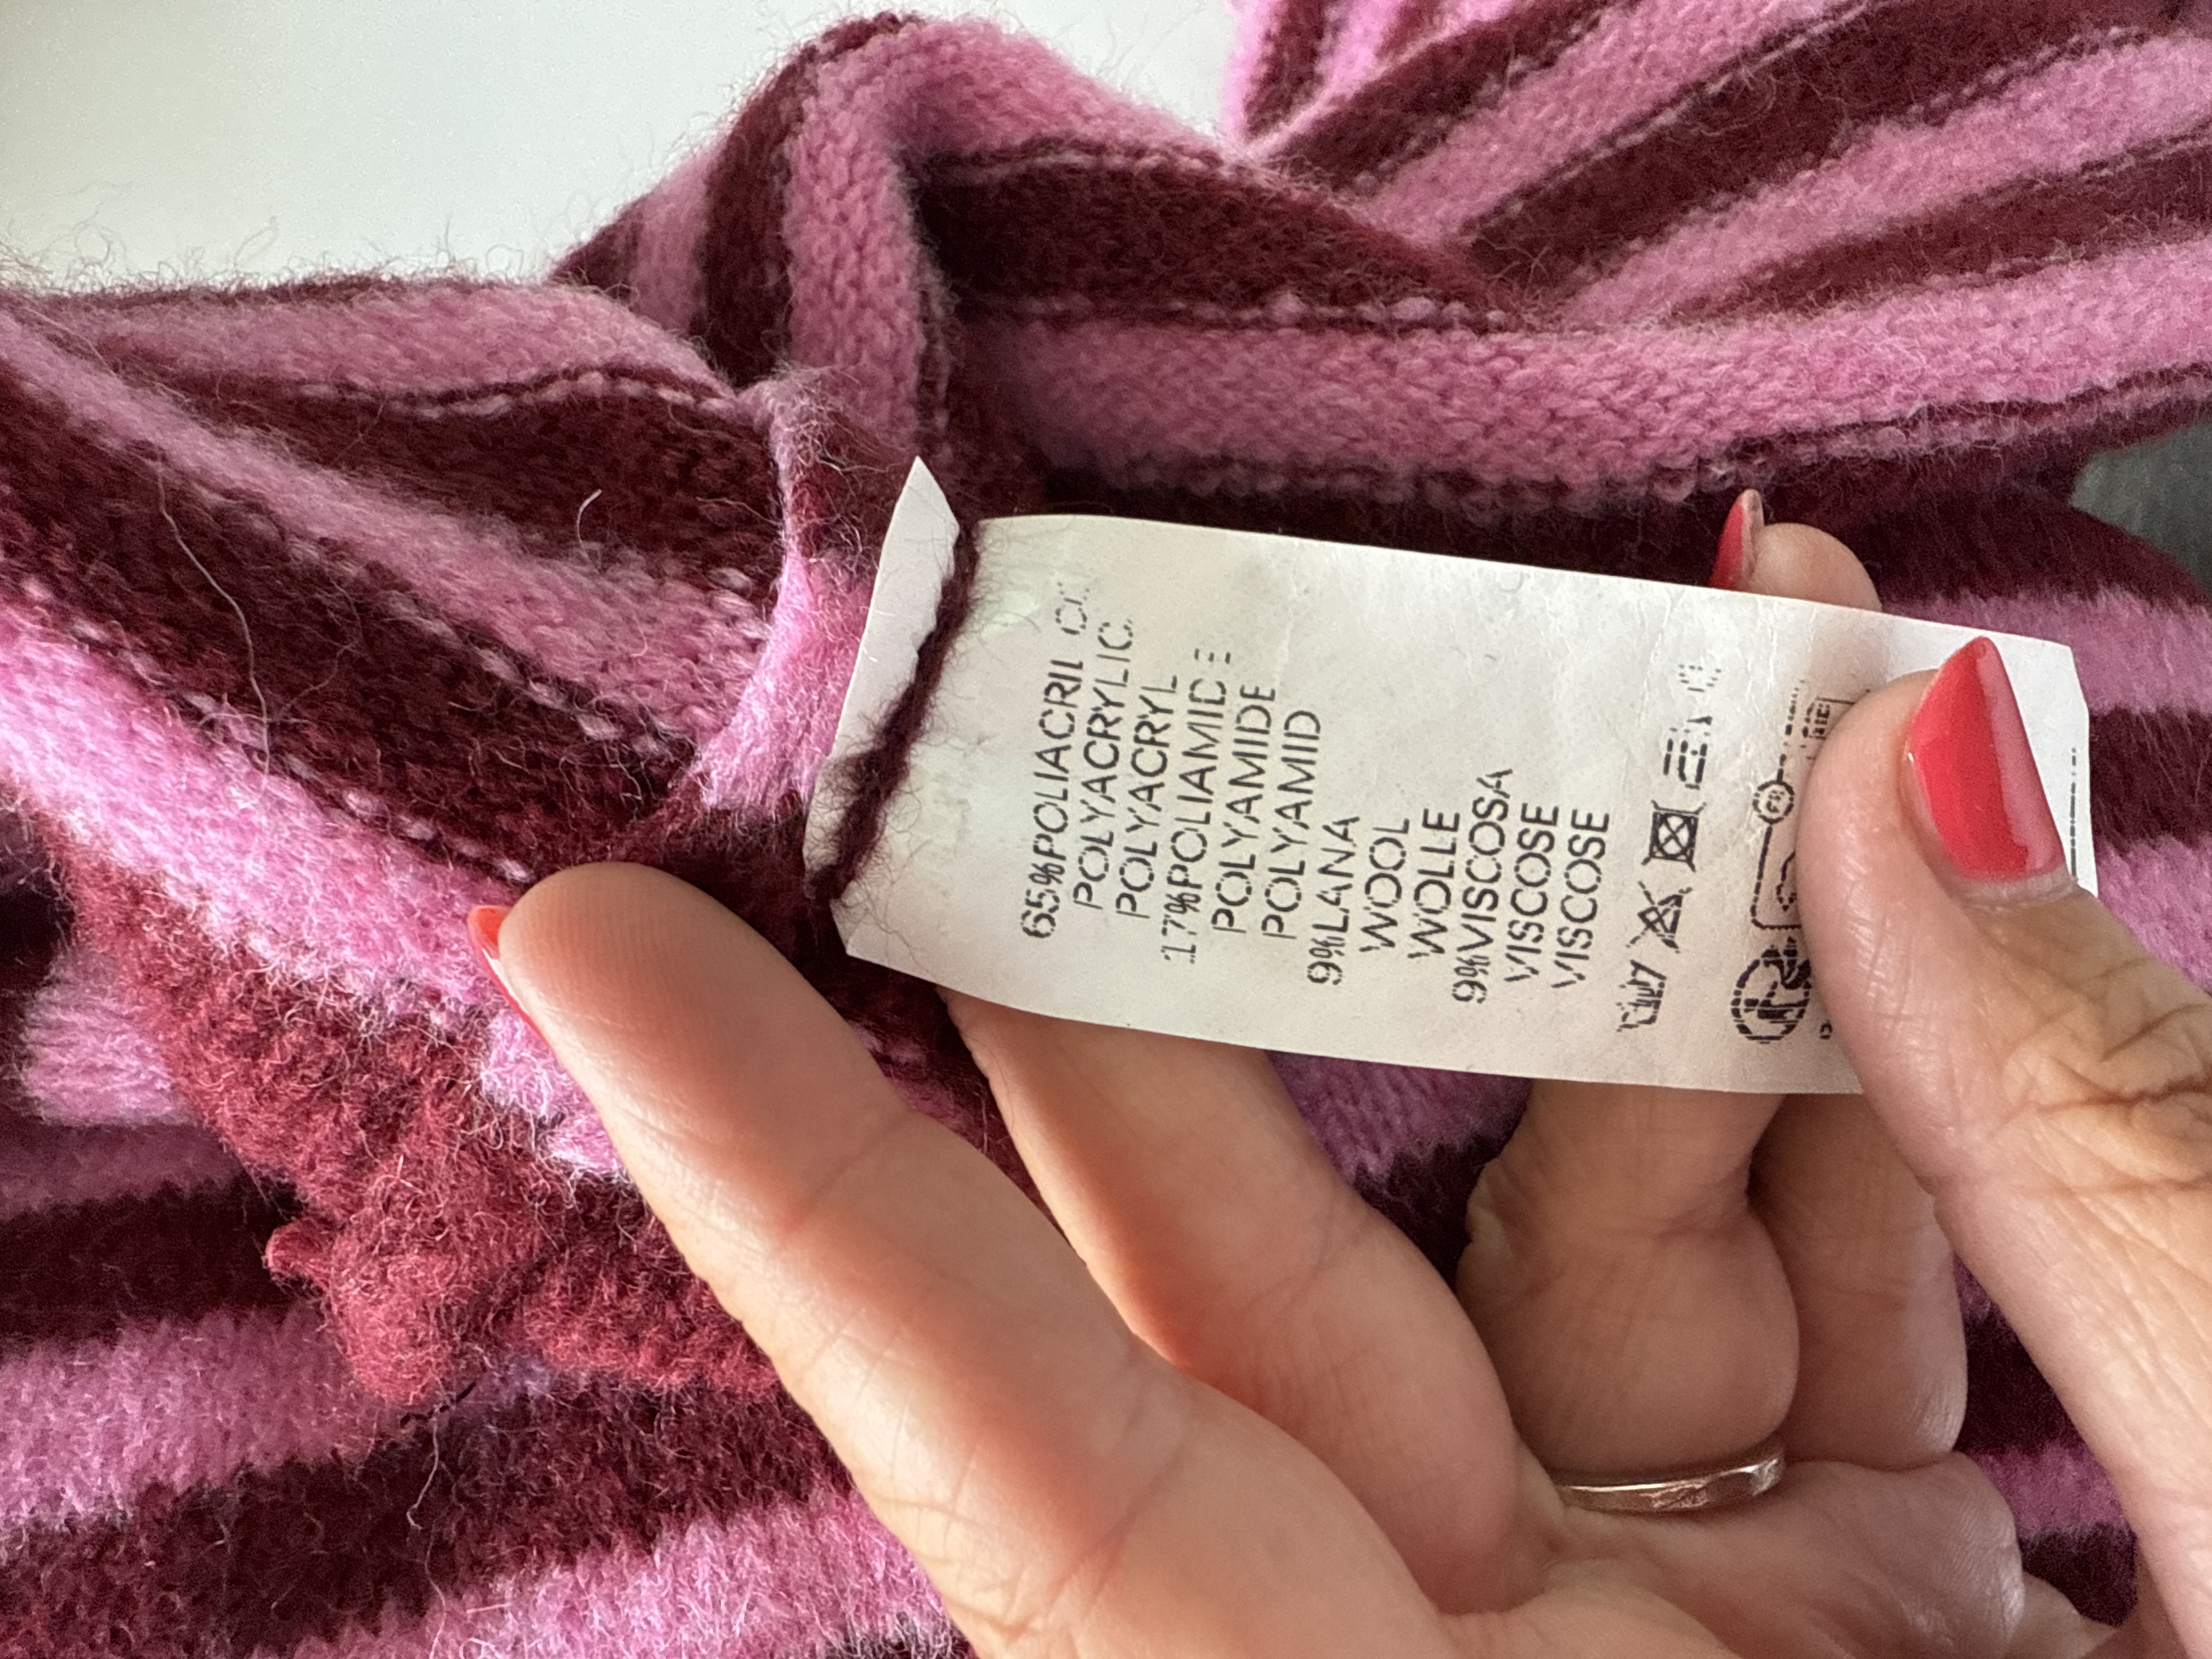 65%POLIACRIL
POLYACRYLIC
POLYACRYL
17%POLIAMIDE
POLYAMIDE
POLYAMID
9%LANA
WOOL
WOLLE
9%VISCOSA
VISCOSE
VISCOSE